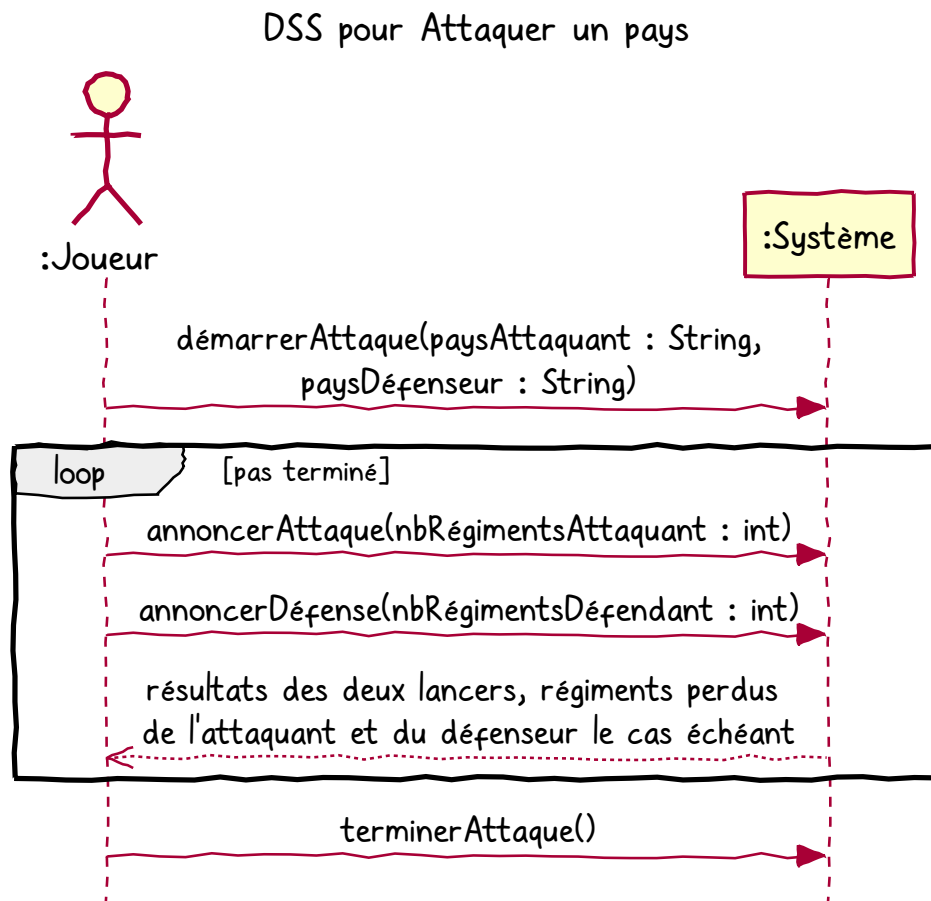 DSS pour Attaquer un pays
:Joueur
:Système
démarrerAttaque(paysAttaquant : String,
paysDéfenseur : String)
loop
[pas terminé]
annoncerAttaque(nbRégimentsAttaquant : int)
annoncerDéfense(nbRégimentsDéfendant : int)
résultats des deux lancers, régiments perdus
de l'attaquant et du défenseur le cas échéant
terminerAttaque()